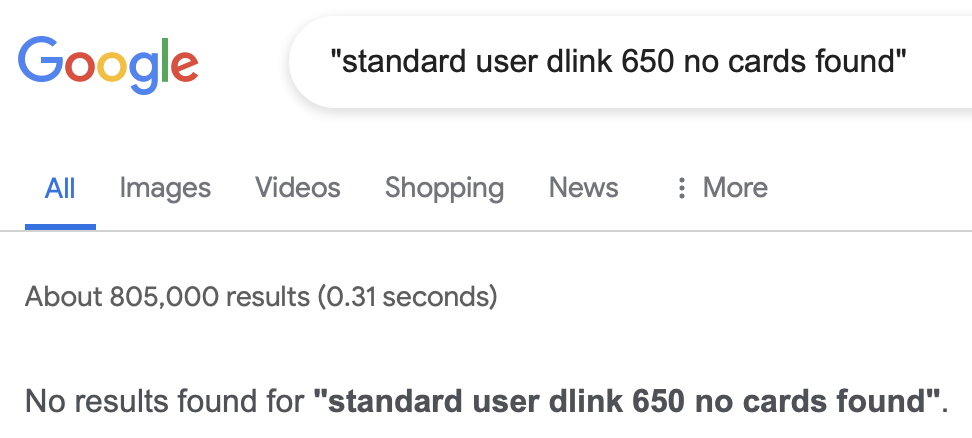 Google
"standard user dlink 650 no cards found"
All Images Videos Shopping News More
About 805,000 results (0.31 seconds)
No results found for "standard user dlink 650 no cards found".